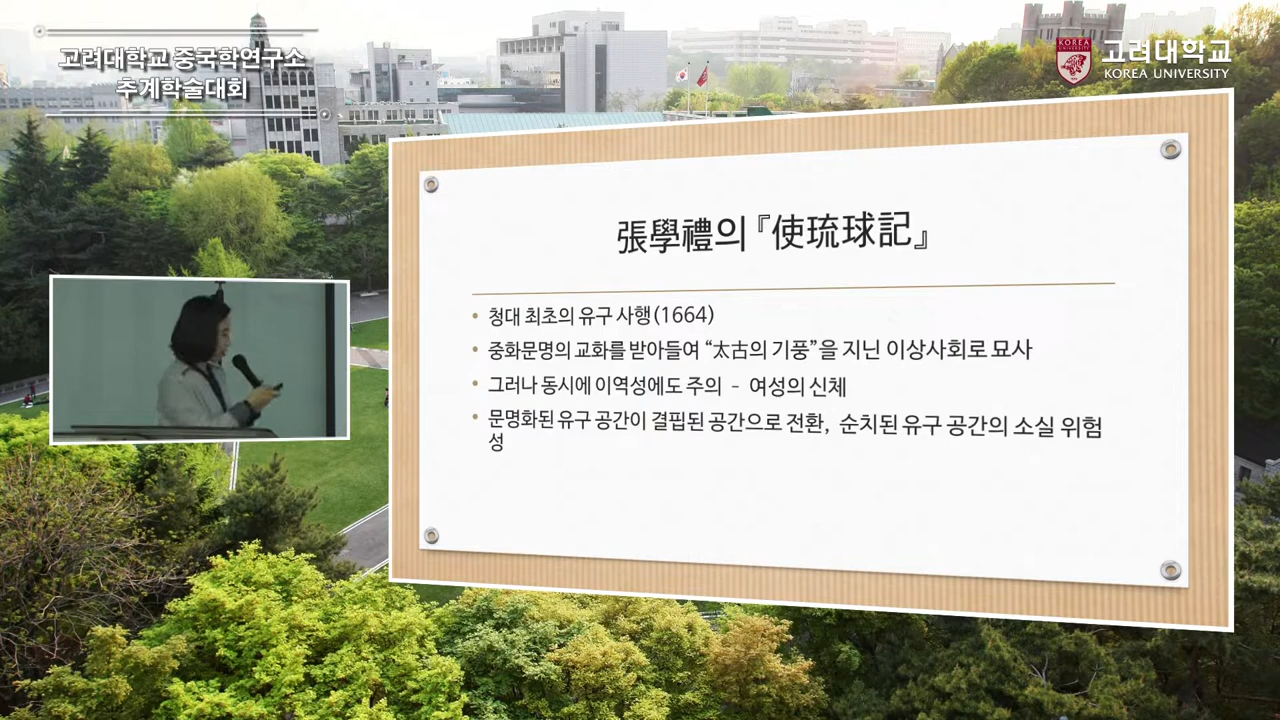 고려대학교 중국학연구소
추계학술대회
KOREA
고려대학교
KOREA UNIVERSITY
張學禮의『使琉球記』
• 청대 최초의 유구 사행(1664)
• 중화문명의 교화를 받아들여 “太古의 기풍”을 지닌 이상사회로 묘사
• 그러나 동시에 이역성에도 주의 – 여성의 신체
• 문명화된 유구 공간이 결핍된 공간으로 전환, 순치된 유구 공간의 소실 위험
성